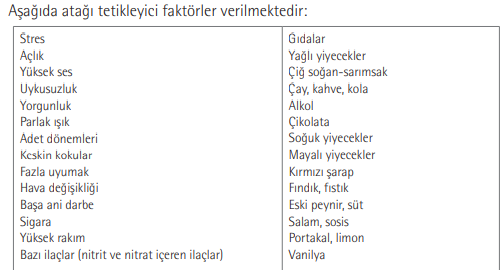 Aşağıda atağı tetikleyici faktörler verilmektedir:
Stres
Açlık
Yüksek ses
Uykusuzluk
Yorgunluk
Parlak ışık
Adet dönemleri
Keskin kokular
Fazla uyumak
Hava değişikliği
Başa ani darbe
Sigara
Yüksek rakım
Bazı ilaçlar (nitrit ve nitrat içeren ilaçlar)
Gıdalar
Yağlı yiyecekler
Çiğ soğan-sarımsak
Çay, kahve, kola
Alkol
Çikolata
Soğuk yiyecekler
Mayalı yiyecekler
Kırmızı şarap
Fındık, fıstık
Eski peynir, süt
Salam, sosis
Portakal, limon
Vanilya